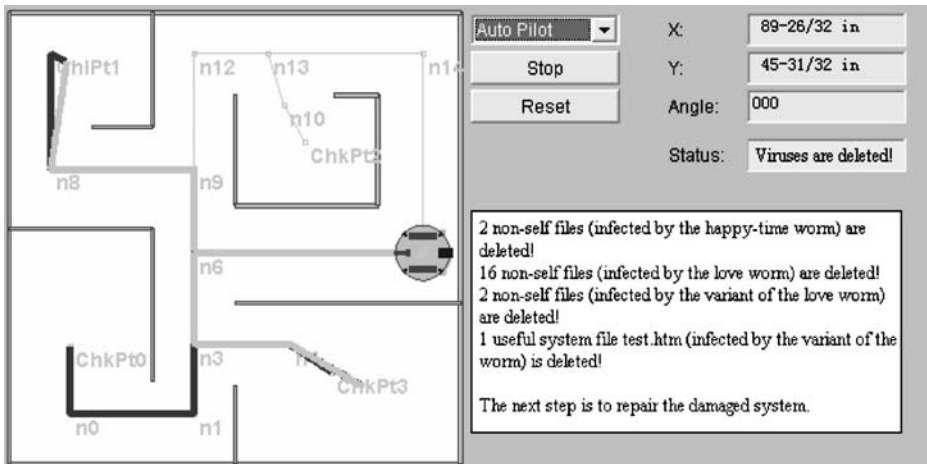 ChlPt1
n12
n13
n14
n10
ChkPt2
n8
n9
n6
ChkPt0
n3
ChkPt3
n0
n1
Auto Pilot
Stop
Reset
X: 89-26/32 in
Y: 45-31/32 in
Angle: 000
Status: Viruses are deleted!
2 non-self files (infected by the happy-time worm) are
deleted!
16 non-self files (infected by the love worm) are deleted!
2 non-self files (infected by the variant of the love worm)
are deleted!
1 useful system file test.htm (infected by the variant of the
worm) is deleted!
The next step is to repair the damaged system.